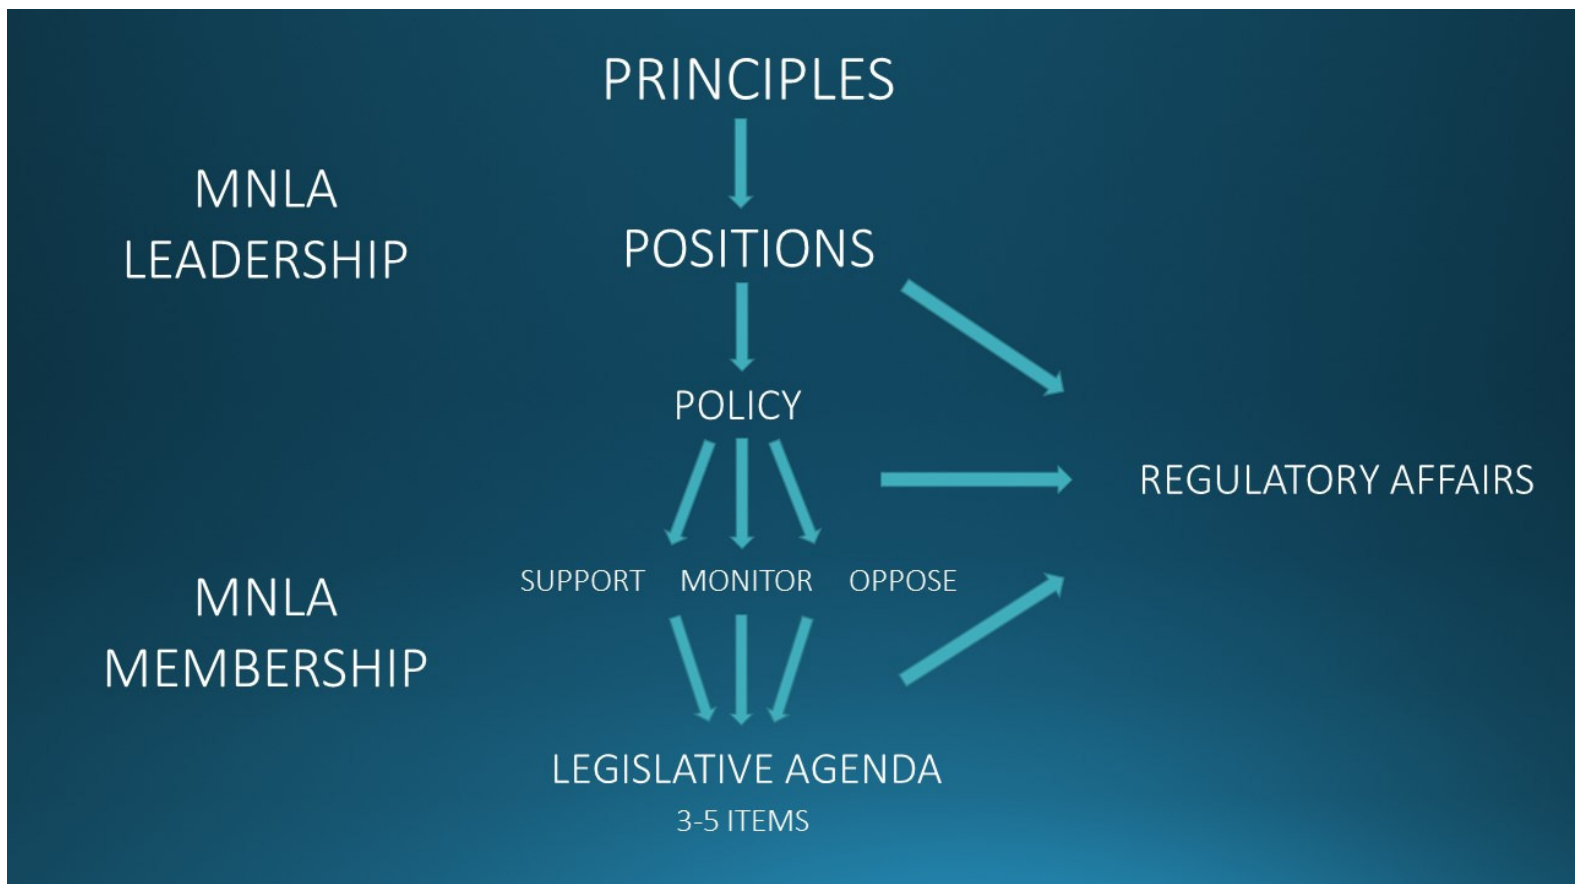 PRINCIPLES
MNLA
LEADERSHIP
POSITIONS
POLICY
REGULATORY AFFAIRS
SUPPORT MONITOR OPPOSE
MNLA
MEMBERSHIP
LEGISLATIVE AGENDA
3-5 ITEMS